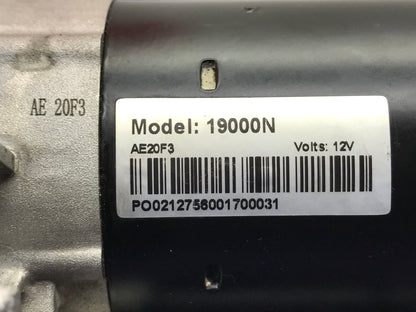 AE 20F3
Model: 19000N
AE20F3 Volts: 12V
PO0212756001700031